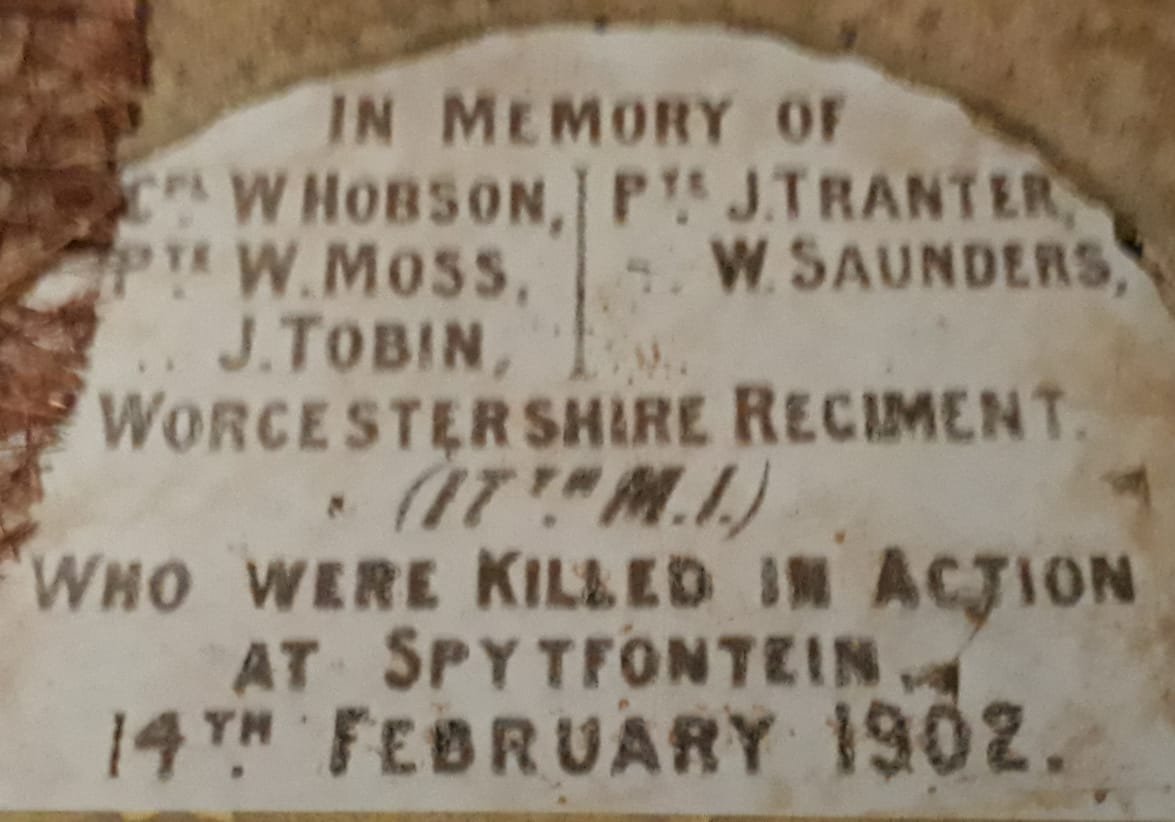 IN MEMORY OF
CPL W HOBSON, PTE J. TRANTER,
PTE W. MOSS, " W. SAUNDERS,
" J. TOBIN,
WORCESTERSHIRE REGIMENT.
(17TH M.I.)
WHO WERE KILLED IN ACTION
AT SPYTFONTEIN,
14TH FEBRUARY 1902.